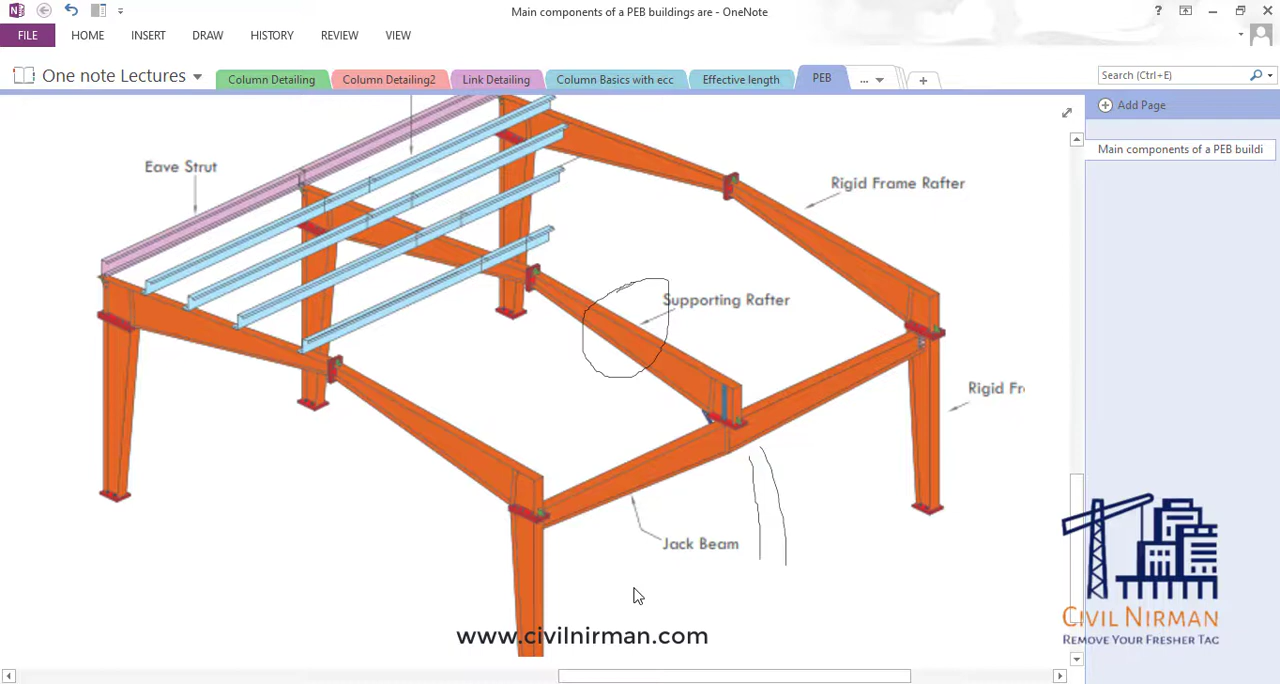 Main components of a PEB buildings are - OneNote
?
FILE
HOME
INSERT
DRAW
HISTORY
REVIEW
VIEW
One note Lectures
Column Detailing
Column Detailing2
Link Detailing
Column Basics with ecc
Effective length
PEB
...
Search (Ctrl+E)
Add Page
Main components of a PEB buildi
Eave Strut
Rigid Frame Rafter
Supporting Rafter
Rigid Fr
Jack Beam
www.civilnirman.com
CIVIL NIRMAN
REMOVE YOUR FRESHER TAG